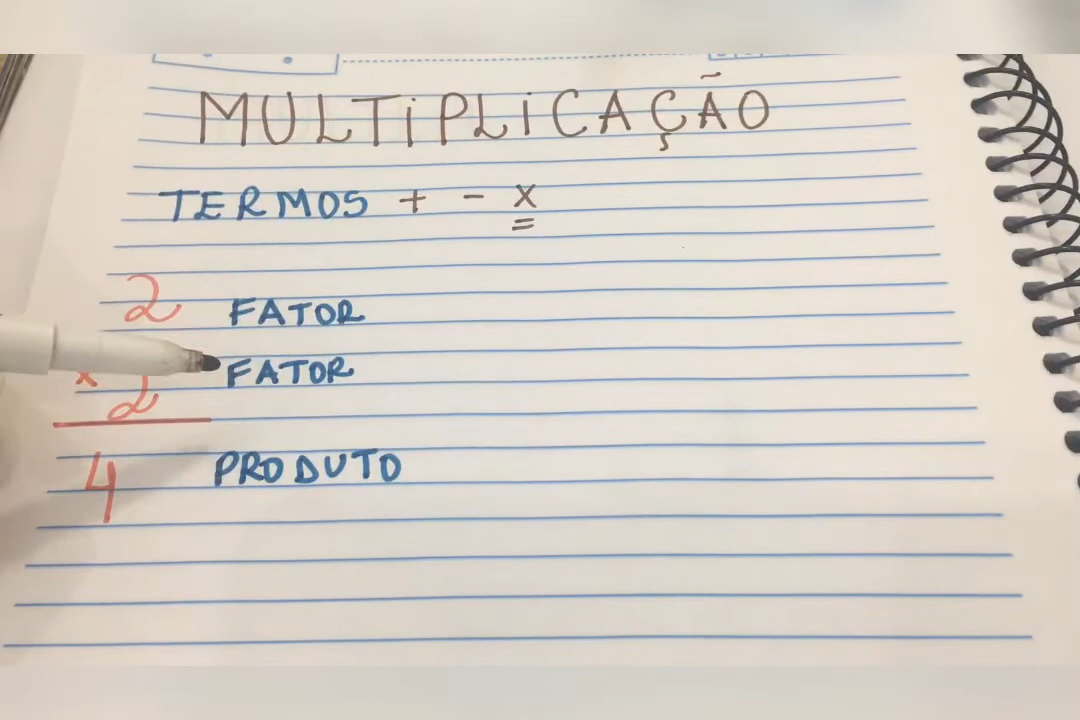 MULTIPLICAÇÃO
TERMOS + - x
=
2 FATOR
x 2 FATOR
4 PRODUTO